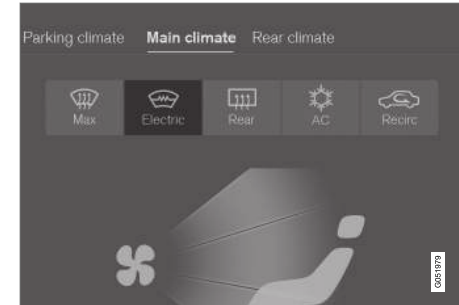 Parking climate Main climate Rear climate
Max Electric Rear AC Recirc
G051979